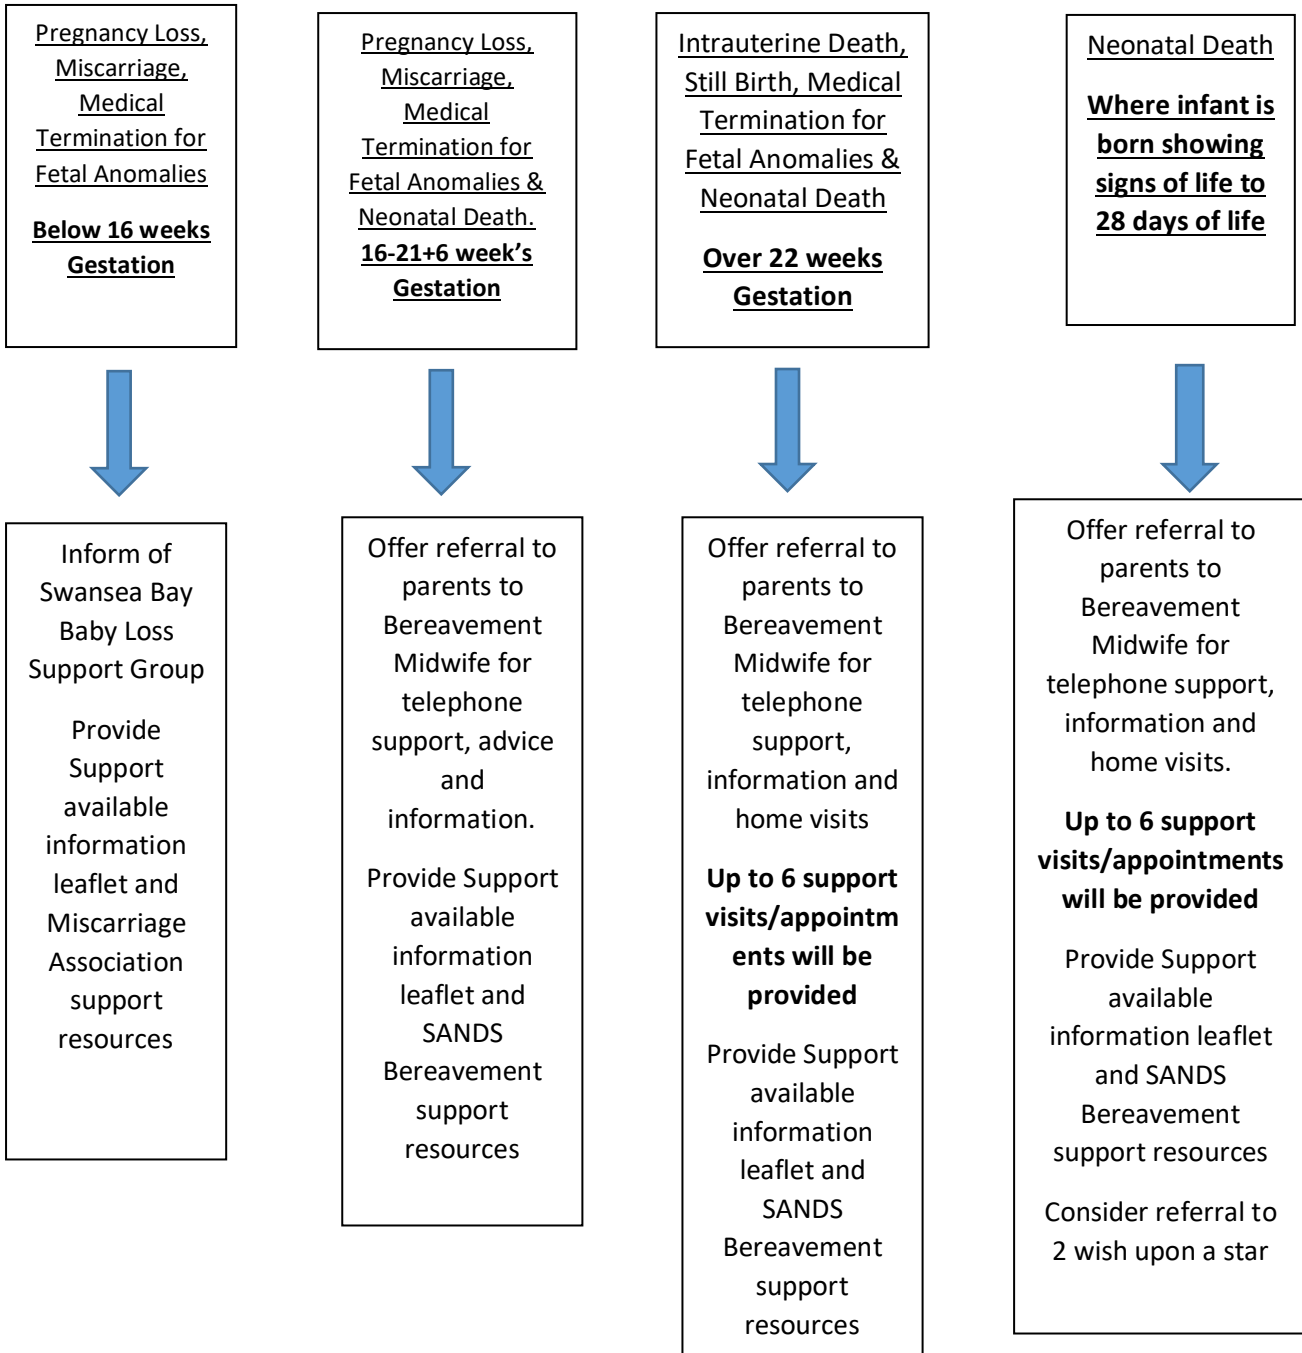 Pregnancy Loss,
Miscarriage,
Medical
Termination for
Fetal Anomalies
Below 16 weeks
Gestation
Pregnancy Loss,
Miscarriage,
Medical
Termination for
Fetal Anomalies &
Neonatal Death.
16-21+6 week’s
Gestation
Intrauterine Death,
Still Birth, Medical
Termination for
Fetal Anomalies &
Neonatal Death
Over 22 weeks
Gestation
Neonatal Death
Where infant is
born showing
signs of life to
28 days of life
Inform of
Swansea Bay
Baby Loss
Support Group
Provide
Support
available
information
leaflet and
Miscarriage
Association
support
resources
Offer referral to
parents to
Bereavement
Midwife for
telephone
support, advice
and
information.
Provide Support
available
information
leaflet and
SANDS
Bereavement
support
resources
Offer referral to
parents to
Bereavement
Midwife for
telephone
support,
information and
home visits
Up to 6 support
visits/appointm
ents will be
provided
Provide Support
available
information
leaflet and
SANDS
Bereavement
support
resources
Offer referral to
parents to
Bereavement
Midwife for
telephone support,
information and
home visits.
Up to 6 support
visits/appointments
will be provided
Provide Support
available
information leaflet
and SANDS
Bereavement
support resources
Consider referral to
2 wish upon a star